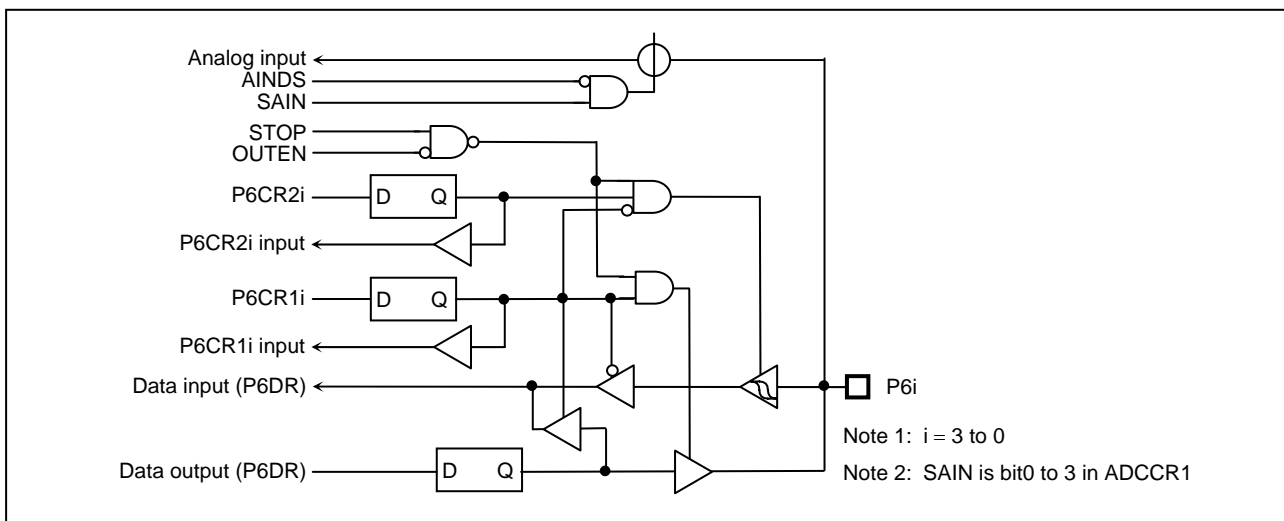 Analog input
AINDS
SAIN
STOP
OUTEN
P6CR2i
D Q
P6CR2i input
P6CR1i
D Q
P6CR1i input
Data input (P6DR)
P6i
Note 1: i = 3 to 0
Data output (P6DR)
D Q
Note 2: SAIN is bit0 to 3 in ADCCR1